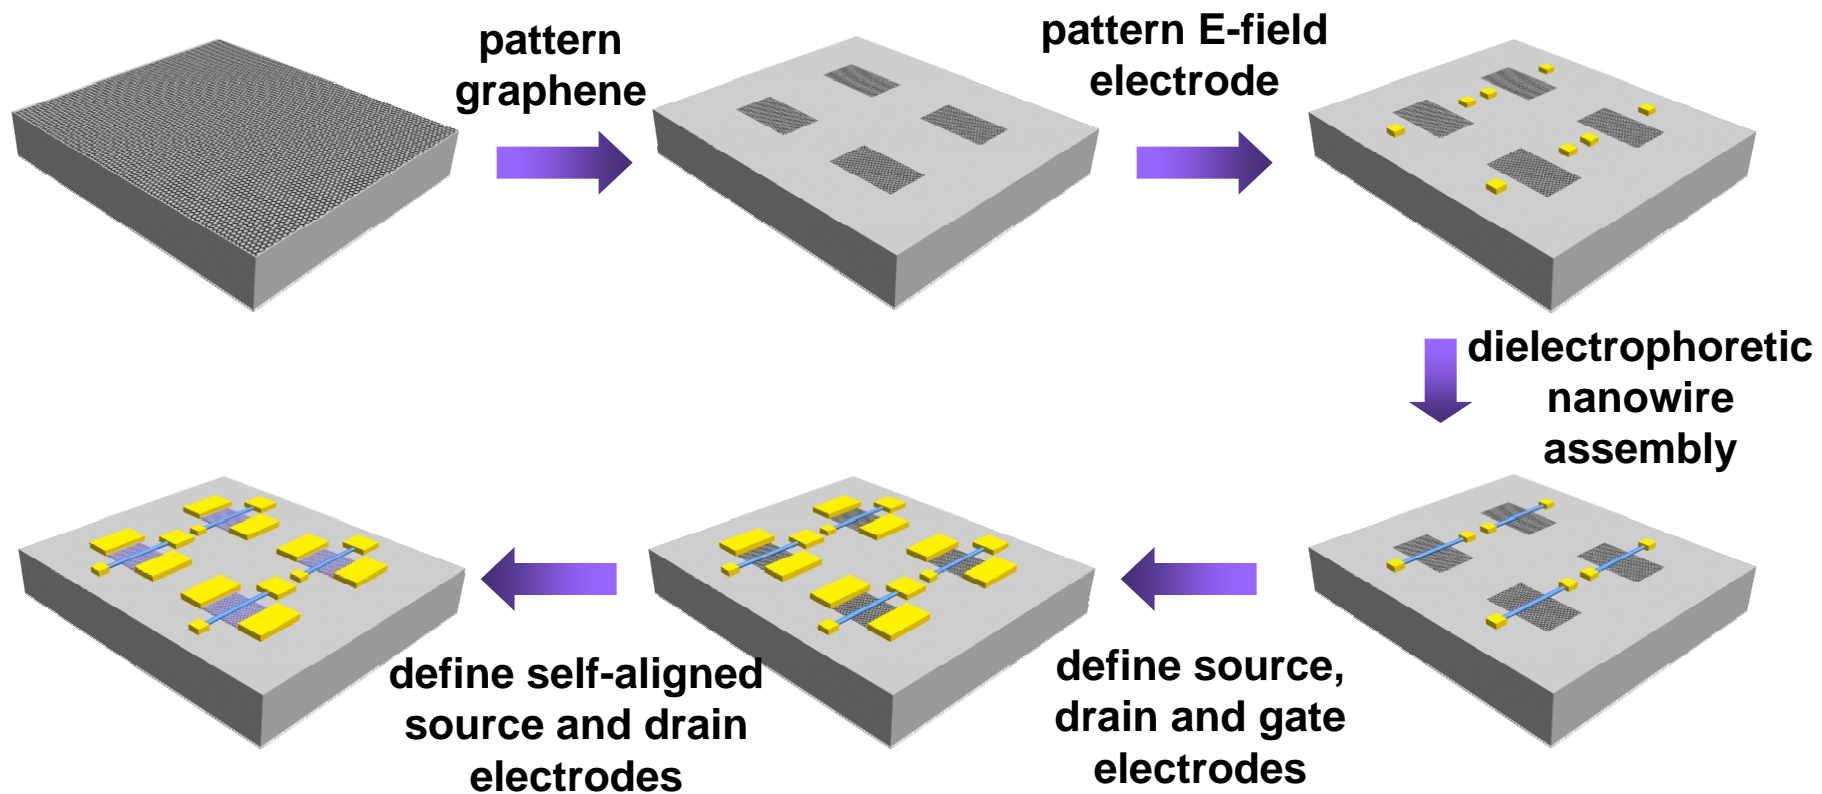 pattern
graphene
pattern E-field
electrode
dielectrophoretic
nanowire
assembly
define source,
drain and gate
electrodes
define self-aligned
source and drain
electrodes